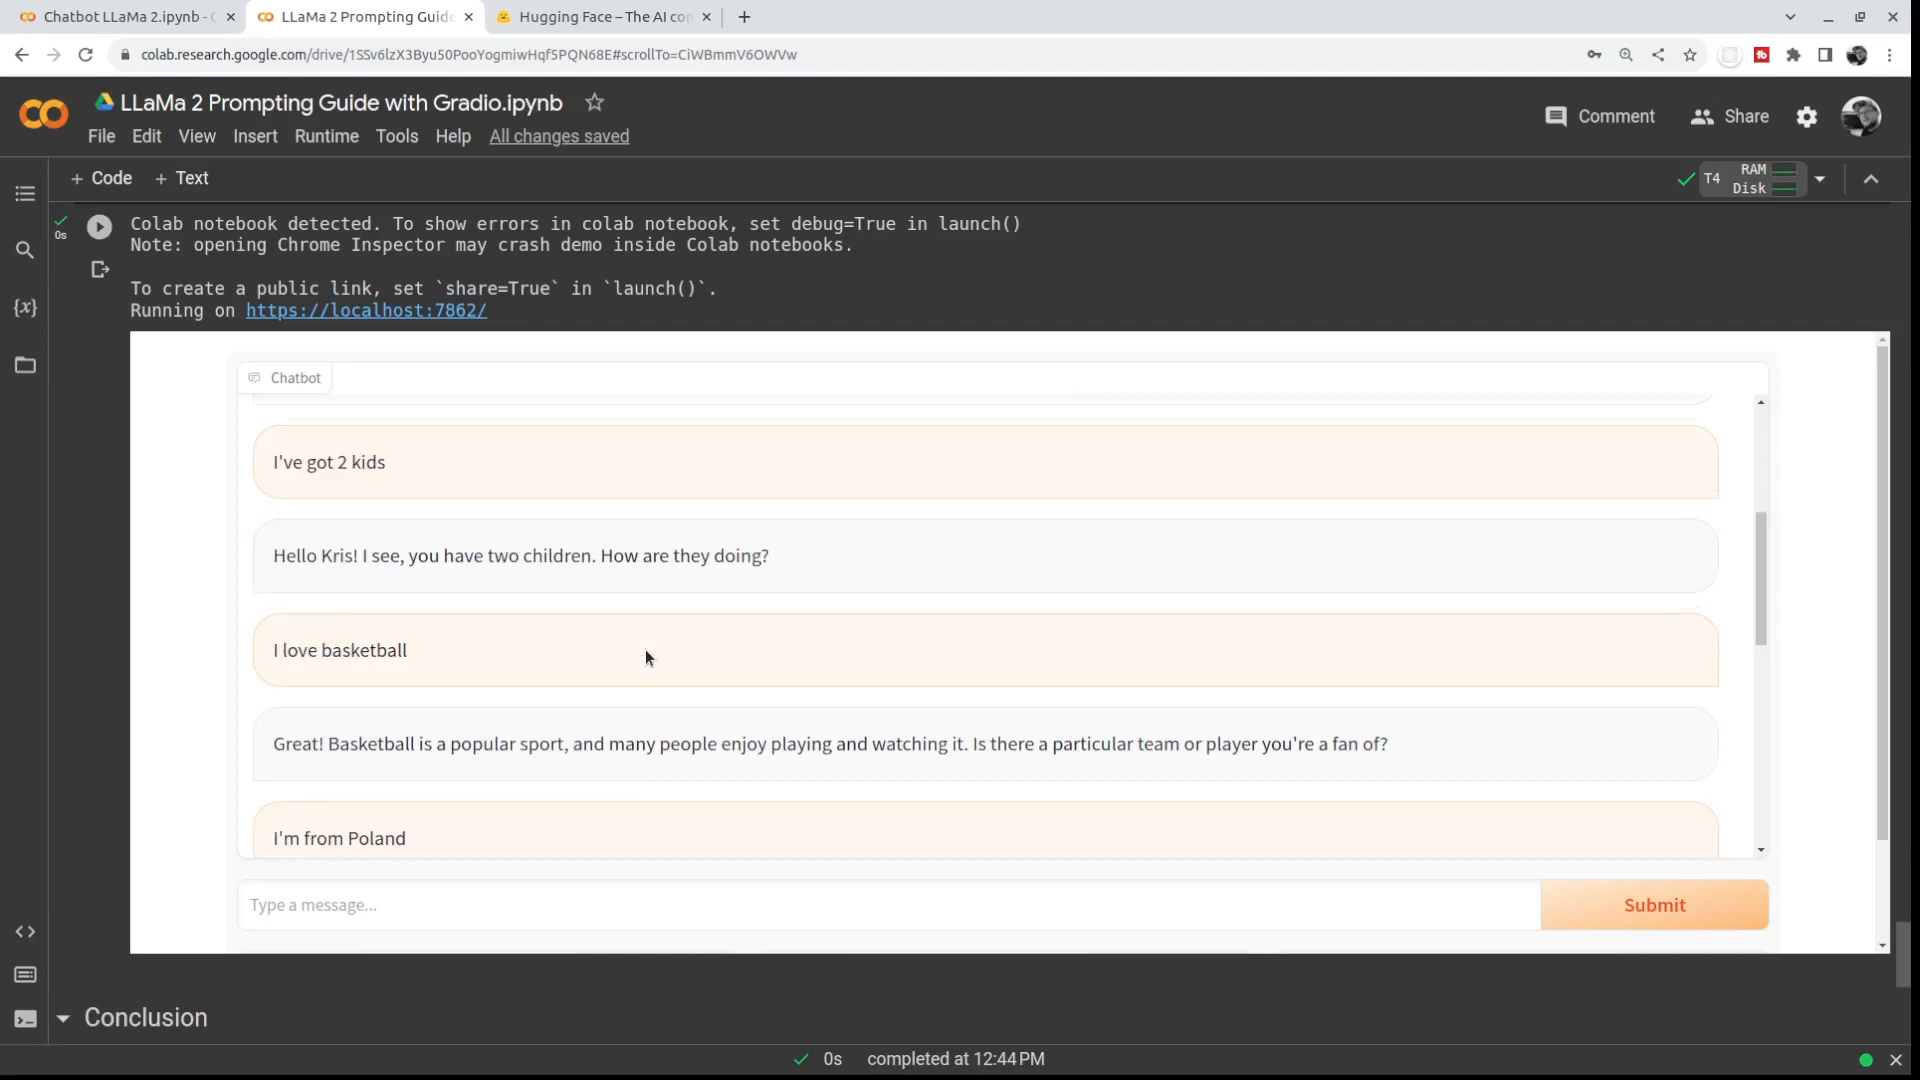 Chatbot LLaMa 2.ipynb - C
LLaMa 2 Prompting Guide
Hugging Face – The AI con
colab.research.google.com/drive/1SSv6lzX3Byu50PooYogmiwHqf5PQN68E#scrollTo=CiWBmmV6OWVw
LLaMa 2 Prompting Guide with Gradio.ipynb
File Edit View Insert Runtime Tools Help All changes saved
Comment
Share
+ Code + Text
T4 RAM
Disk
0s
Colab notebook detected. To show errors in colab notebook, set debug=True in launch()
Note: opening Chrome Inspector may crash demo inside Colab notebooks.
To create a public link, set `share=True` in `launch()`.
Running on https://localhost:7862/
Chatbot
I've got 2 kids
Hello Kris! I see, you have two children. How are they doing?
I love basketball
Great! Basketball is a popular sport, and many people enjoy playing and watching it. Is there a particular team or player you're a fan of?
I'm from Poland
Type a message...
Submit
Conclusion
0s completed at 12:44 PM